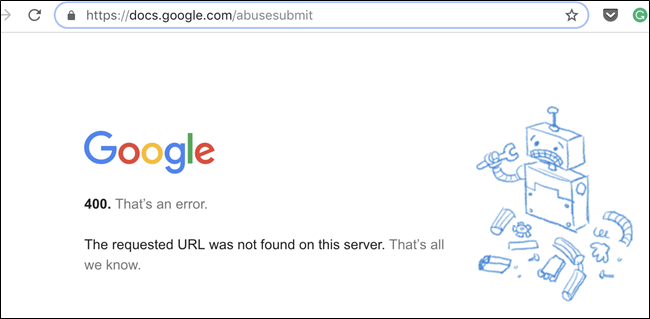 https://docs.google.com/abusesubmit
Google
400. That's an error.
The requested URL was not found on this server. That's all
we know.